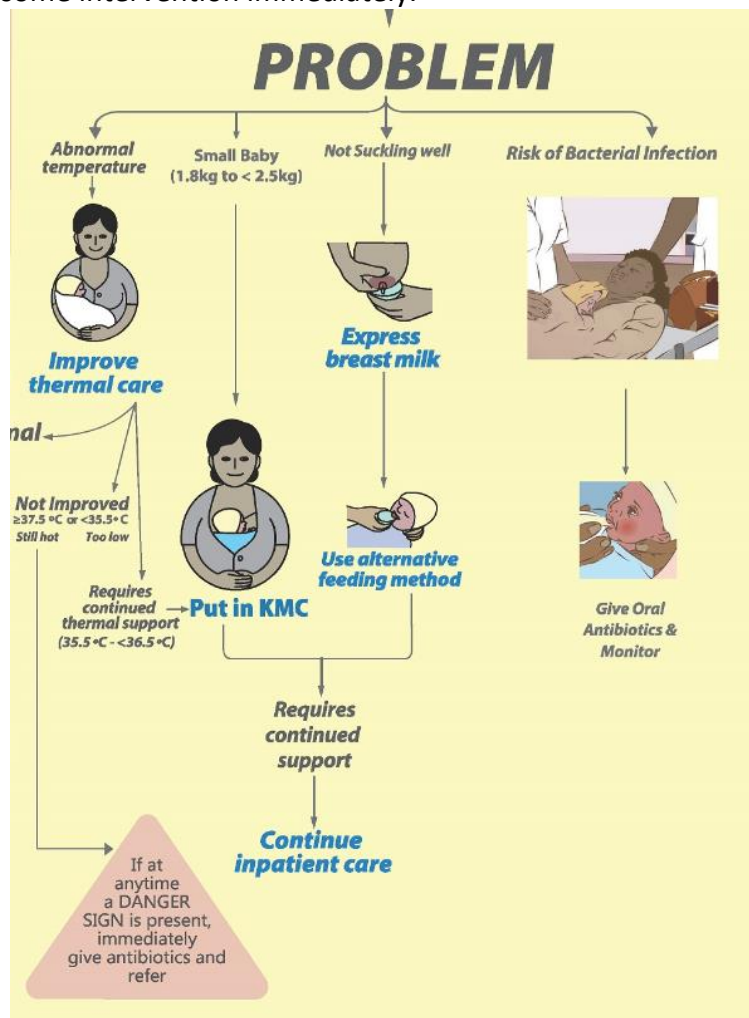 PROBLEM
Abnormal
temperature
Small Baby
(1.8kg to < 2.5kg)
Not Suckling well
Risk of Bacterial Infection
Improve
thermal care
Express
breast milk
Not Improved
≥37.5 °C or <35.5 °C
Still hot Too low
Requires
continued
thermal support
(35.5 °C - <36.5 °C)
Put in KMC
Use alternative
feeding method
Give Oral
Antibiotics &
Monitor
Requires
continued
support
Continue
inpatient care
If at
anytime
a DANGER
SIGN is present,
immediately
give antibiotics and
refer